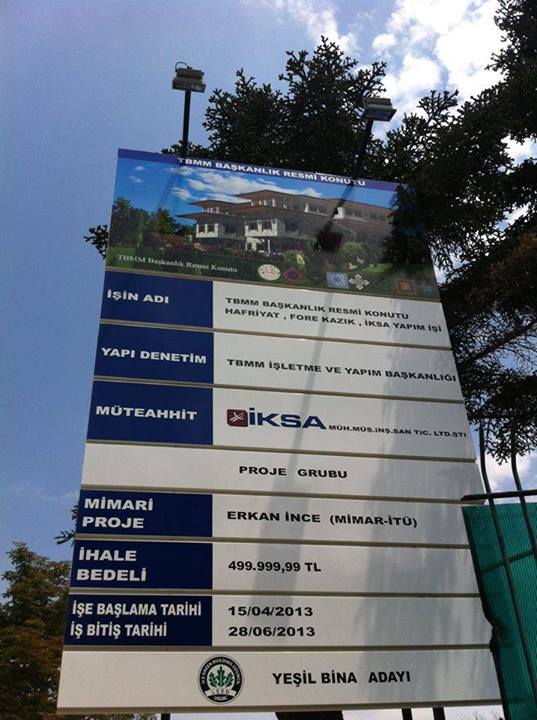 TBMM BAŞKANLIK RESMİ KONUTU
TBMM Başkanlık Resmi Konutu
İŞİN ADI
TBMM BAŞKANLIK RESMİ KONUTU
HAFRİYAT , FORE KAZIK , İKSA YAPIM İŞİ
YAPI DENETİM
TBMM İŞLETME VE YAPIM BAŞKANLIĞI
MÜTEAHHİT
İKSA MÜH.MÜŞ.İNŞ.SAN TİC. LTD.ŞTİ
PROJE GRUBU
MİMARİ
PROJE
ERKAN İNCE (MİMAR-İTÜ)
İHALE
BEDELİ
499.999,99 TL
İŞE BAŞLAMA TARİHİ
15/04/2013
İŞ BİTİŞ TARİHİ
28/06/2013
LEED
YEŞİL BİNA ADAYI